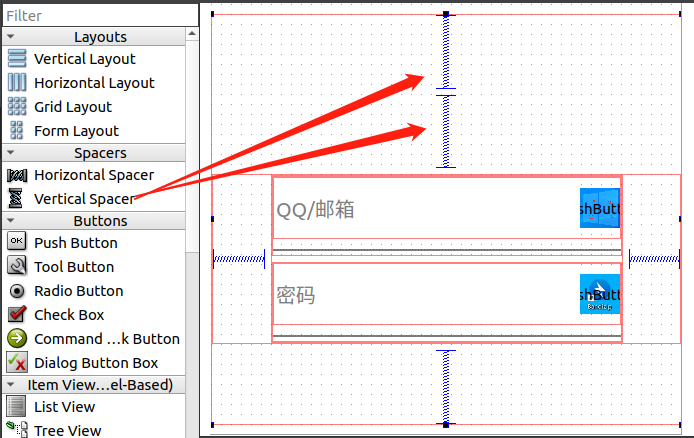 Filter
Layouts
Vertical Layout
Horizontal Layout
Grid Layout
Form Layout
Spacers
Horizontal Spacer
Vertical Spacer
Buttons
OK
Push Button
Tool Button
Radio Button
Check Box
Command ...k Button
Dialog Button Box
Item View...el-Based)
List View
Tree View
QQ/邮箱
shButt
密码
shButt